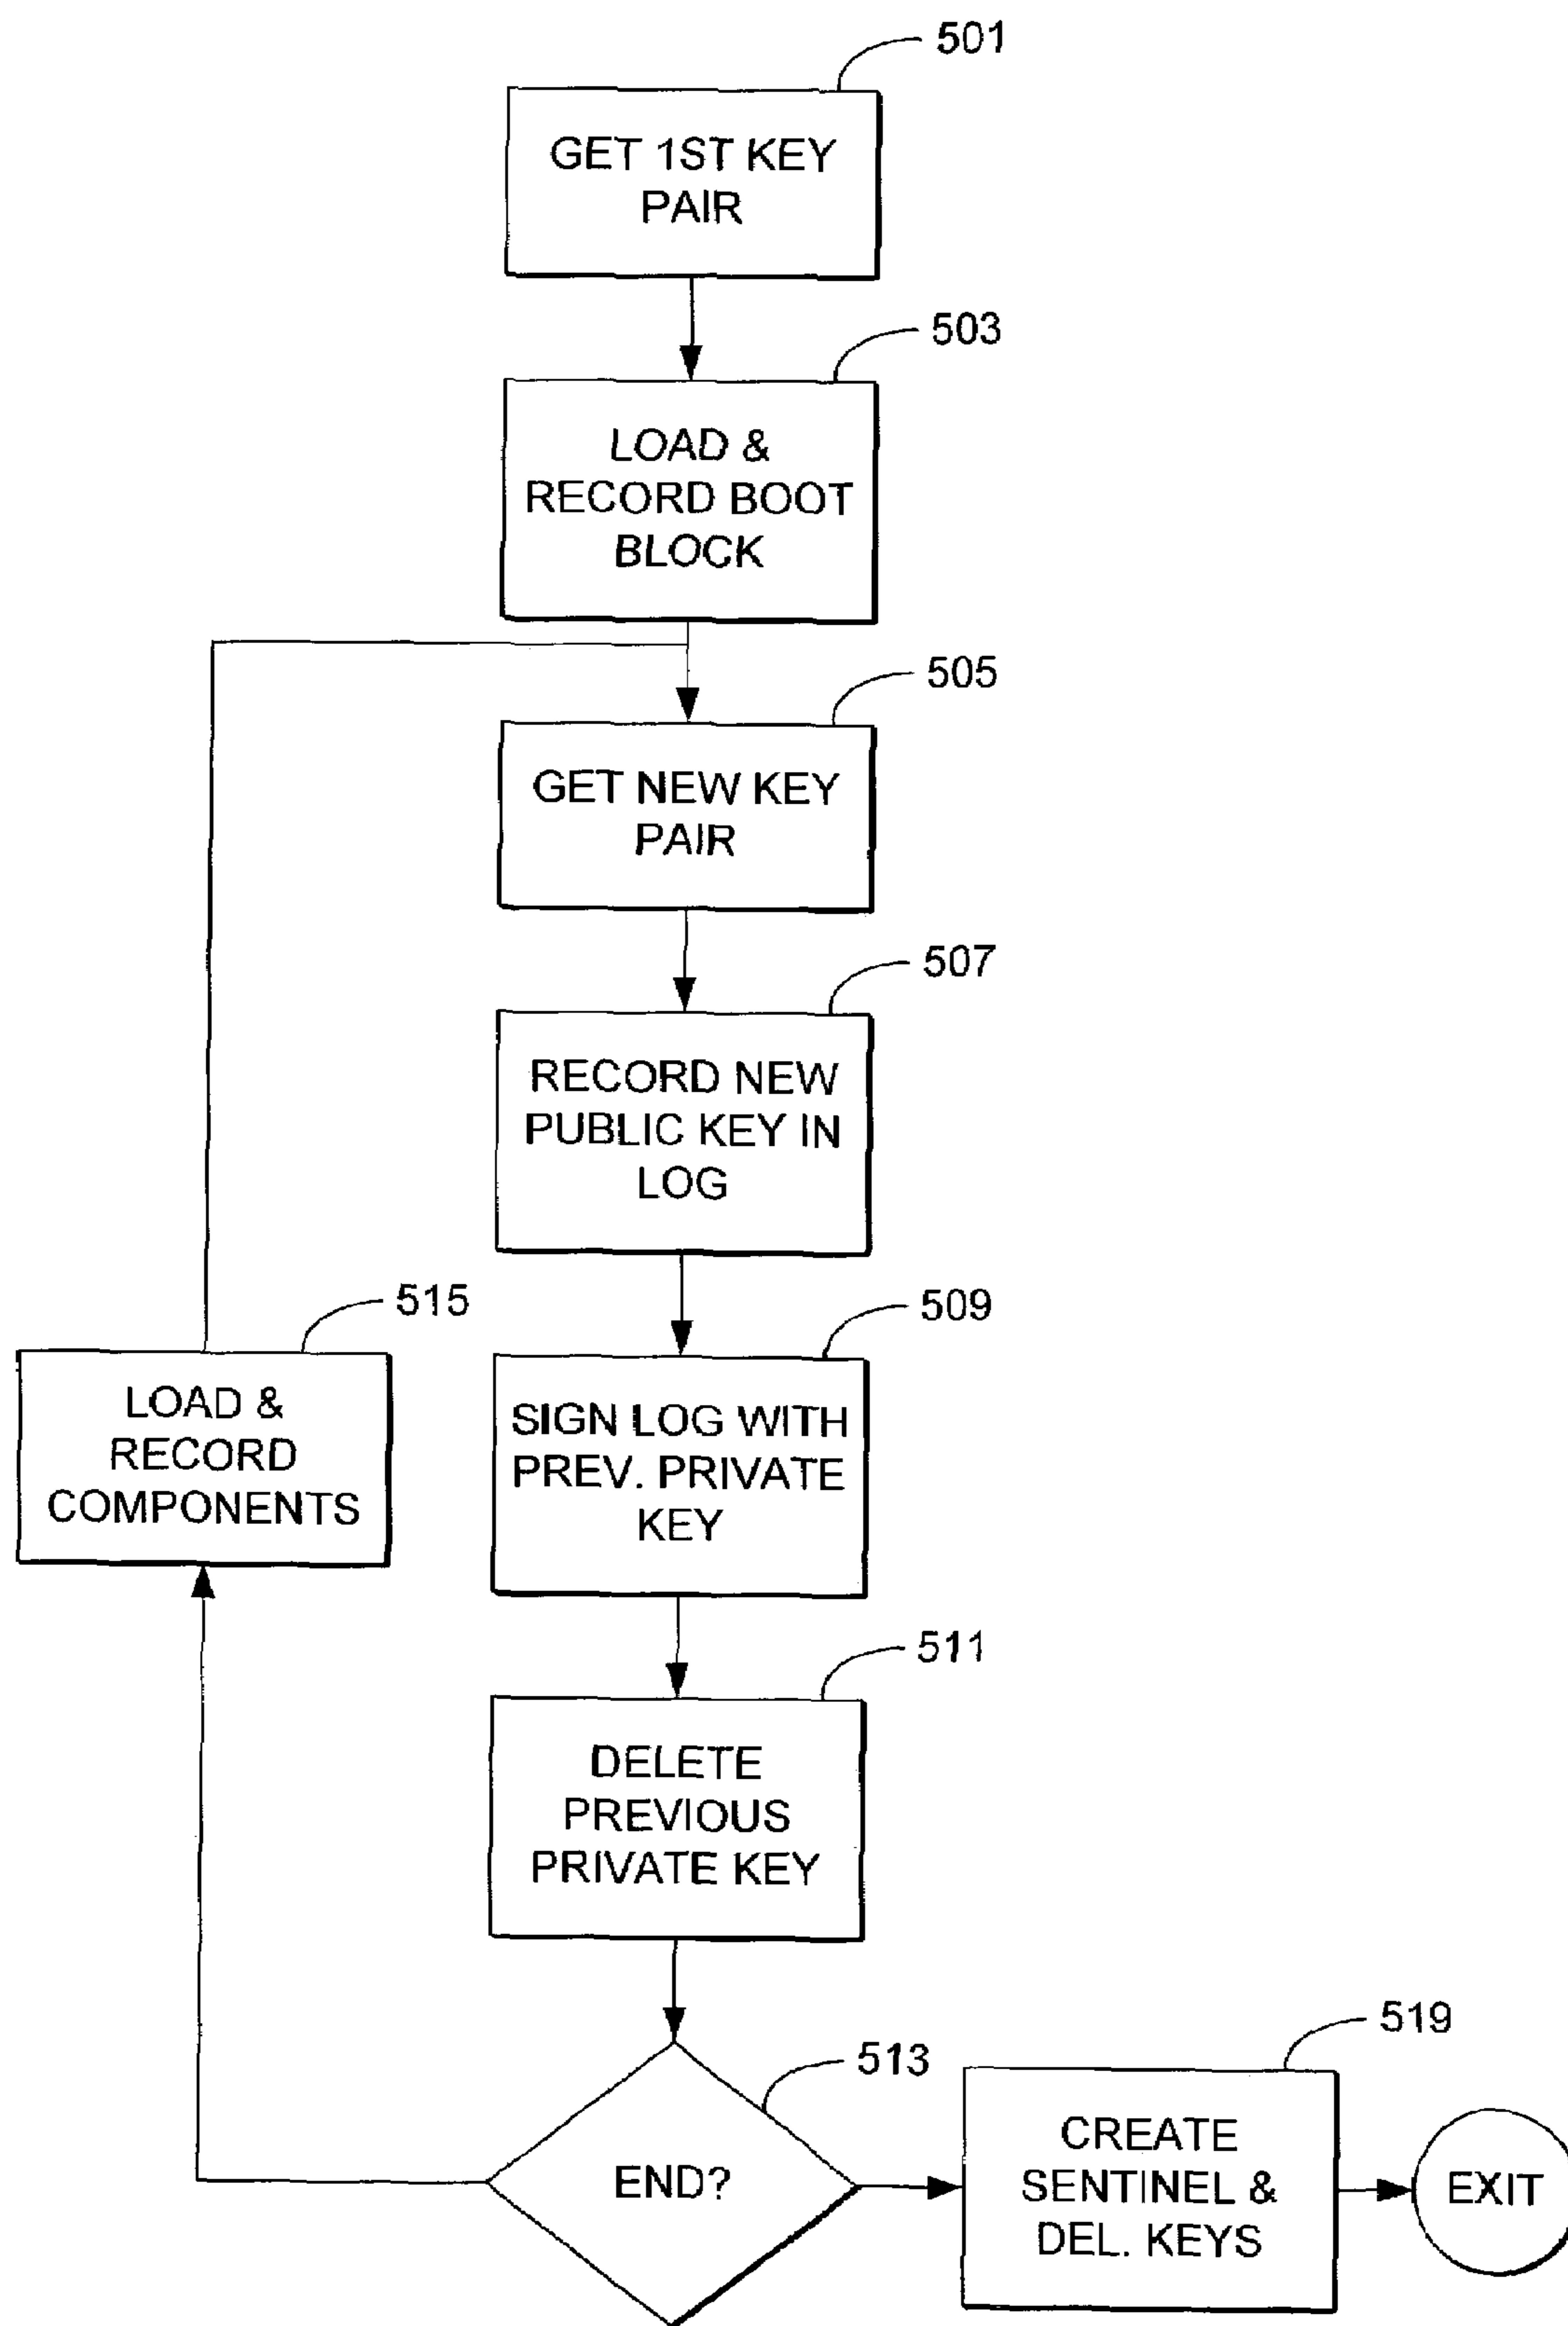 501
GET 1ST KEY
PAIR
503
LOAD &
RECORD BOOT
BLOCK
505
GET NEW KEY
PAIR
507
RECORD NEW
PUBLIC KEY IN
LOG
515
LOAD &
RECORD
COMPONENTS
509
SIGN LOG WITH
PREV. PRIVATE
KEY
511
DELETE
PREVIOUS
PRIVATE KEY
513
END?
519
CREATE
SENTINEL &
DEL. KEYS
EXIT